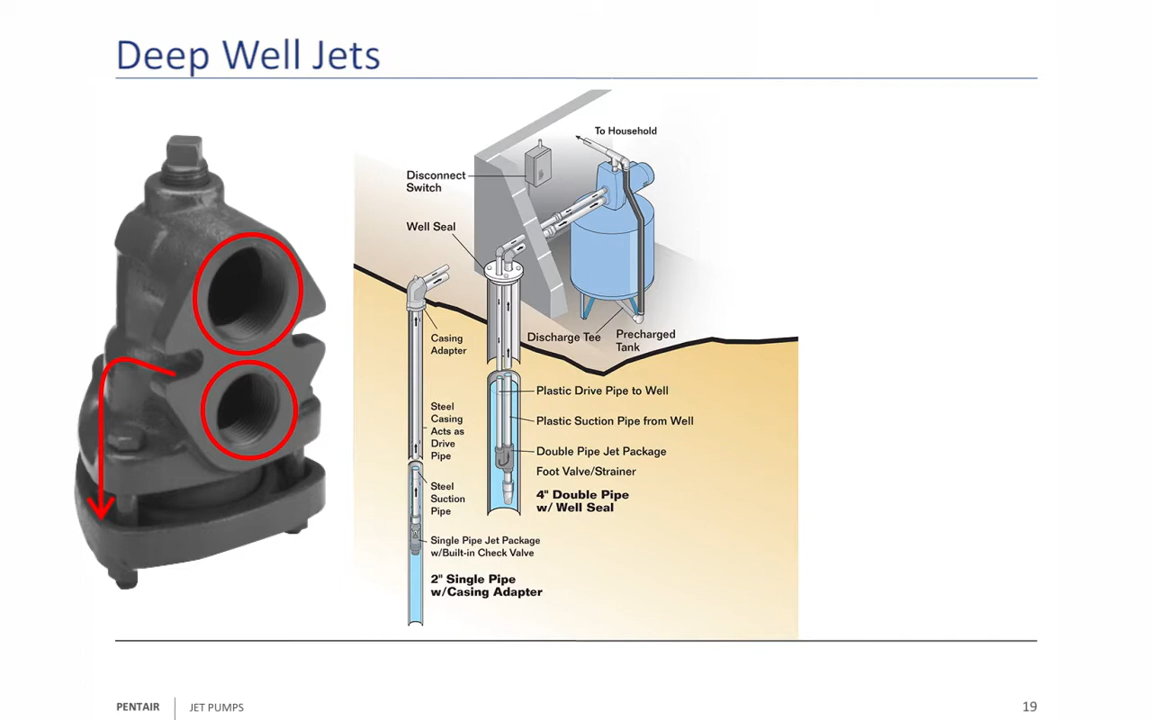 Deep Well Jets
To Household
Disconnect
Switch
Well Seal
Casing
Adapter
Discharge Tee
Precharged
Tank
Plastic Drive Pipe to Well
Steel
Casing
Acts as
Drive
Pipe
Plastic Suction Pipe from Well
Double Pipe Jet Package
Foot Valve/Strainer
4" Double Pipe
w/ Well Seal
Steel
Suction
Pipe
Single Pipe Jet Package
w/Built-in Check Valve
2" Single Pipe
w/Casing Adapter
PENTAIR
JET PUMPS
19